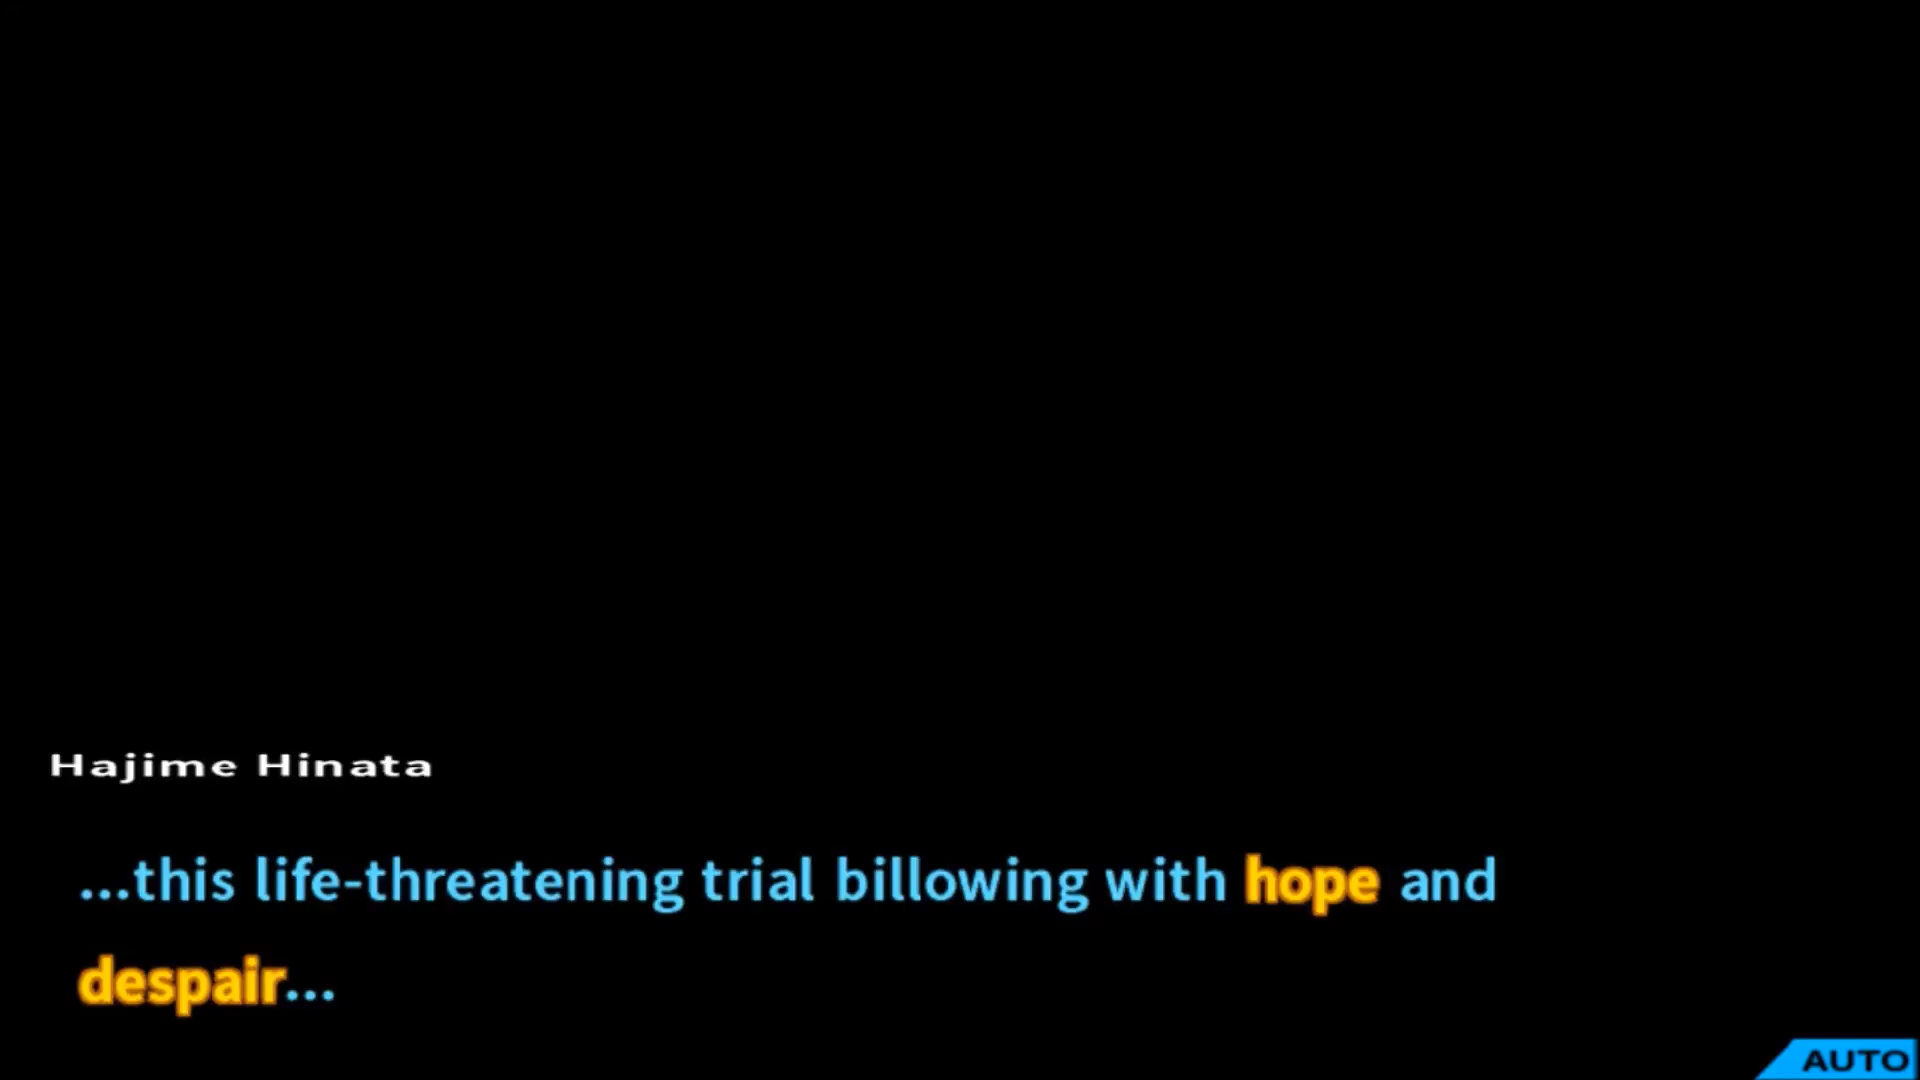 Hajime Hinata
...this life-threatening trial billowing with hope and
despair...
AUTO